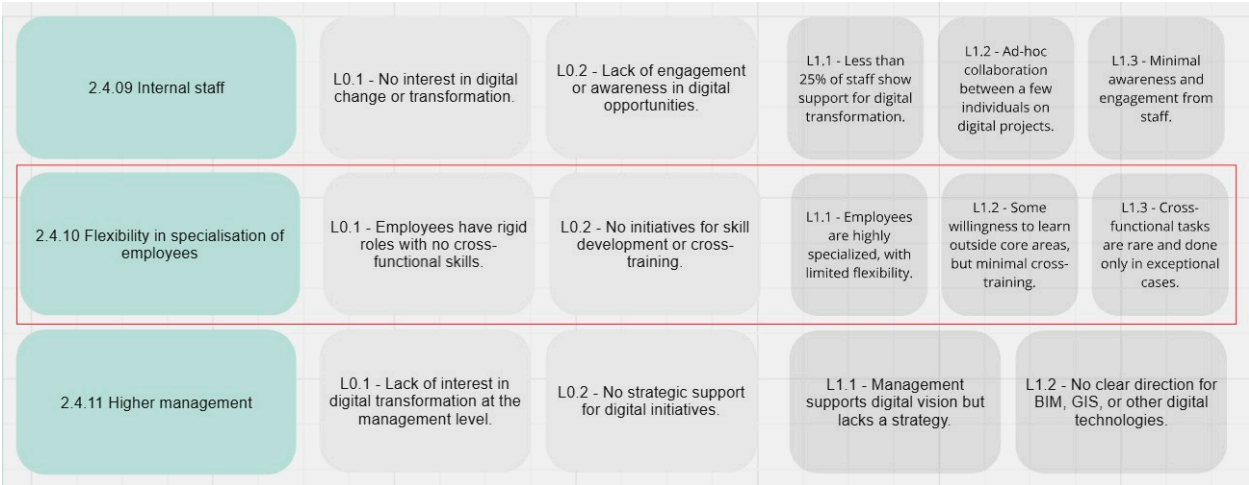 2.4.09 Internal staff
L0.1 - No interest in digital
change or transformation.
L0.2 - Lack of engagement
or awareness in digital
opportunities.
L1.1 - Less than
25% of staff show
support for digital
transformation.
L1.2 - Ad-hoc
collaboration
between a few
individuals on
digital projects.
L1.3 - Minimal
awareness and
engagement from
staff.
2.4.10 Flexibility in specialisation of
employees
L0.1 - Employees have rigid
roles with no cross-
functional skills.
L0.2 - No initiatives for skill
development or cross-
training.
L1.1 - Employees
are highly
specialized, with
limited flexibility.
L1.2 - Some
willingness to learn
outside core areas,
but minimal cross-
training.
L1.3 - Cross-
functional tasks
are rare and done
only in exceptional
cases.
2.4.11 Higher management
L0.1 - Lack of interest in
digital transformation at the
management level.
L0.2 - No strategic support
for digital initiatives.
L1.1 - Management
supports digital vision but
lacks a strategy.
L1.2 - No clear direction for
BIM, GIS, or other digital
technologies.